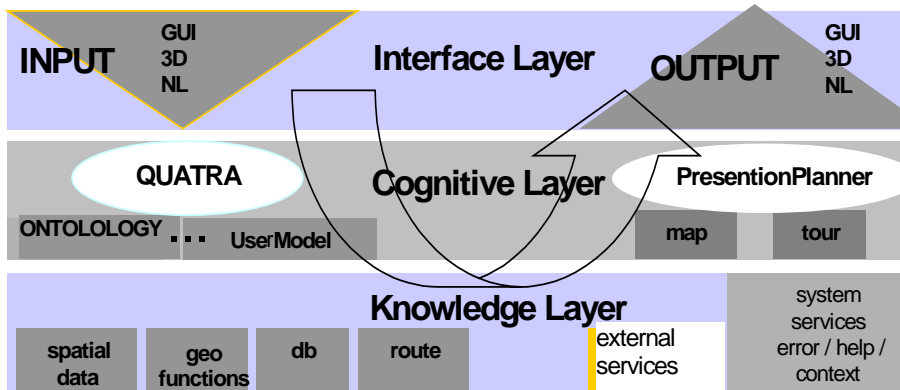 INPUT
GUI
3D
NL
Interface Layer
OUTPUT
GUI
3D
NL
QUATRA
Cognitive Layer
PresentionPlanner
ONTOLOLOGY
...
UserModel
map
tour
Knowledge Layer
spatial
data
geo
functions
db
route
external
services
system
services
error / help /
context